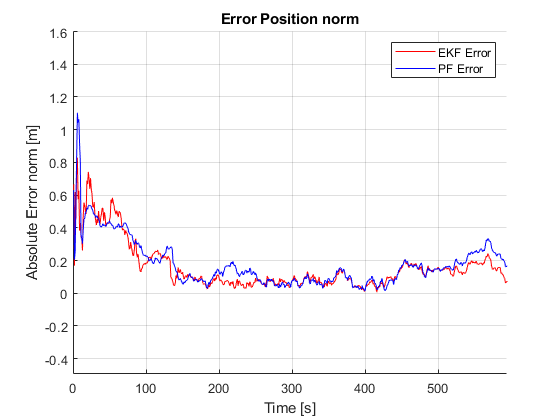 Error Position norm
Absolute Error norm [m]
1.6
1.4
1.2
1
0.8
0.6
0.4
0.2
0
-0.2
-0.4
EKF Error
PF Error
0 100 200 300 400 500
Time [s]